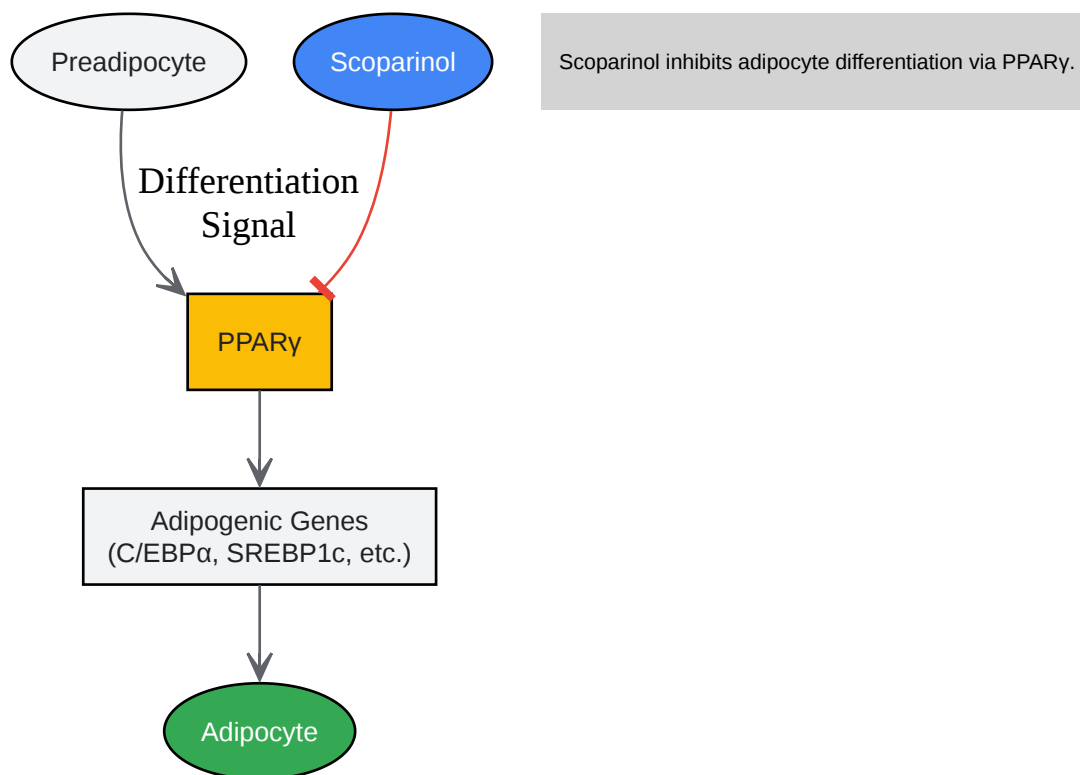 Preadipocyte
Scoparinol
Scoparinol inhibits adipocyte differentiation via PPARγ.
Differentiation
Signal
PPARγ
Adipogenic Genes
(C/EBPα, SREBP1c, etc.)
Adipocyte